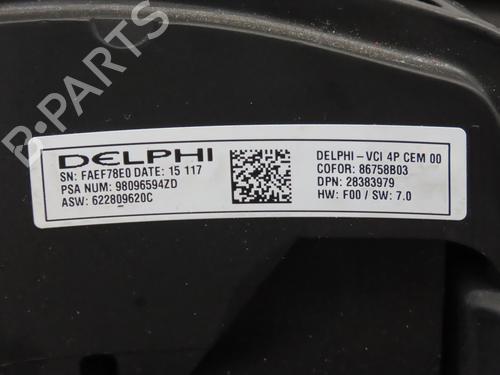 B-PARTS
DELPHI
SN: FAEF78E0 DATE: 15 117
PSA NUM: 98096594ZD
ASW: 622809620C
DELPHI - VCI 4P CEM 00
COFOR: 86758B03
DPN: 28383979
HW: F00 / SW: 7.0